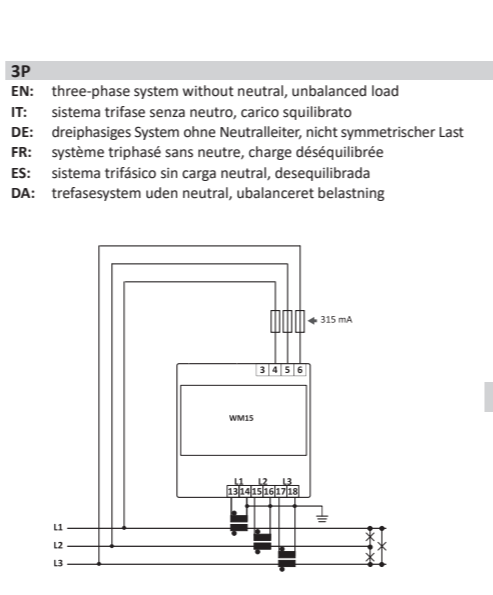 3P
EN: three-phase system without neutral, unbalanced load
IT: sistema trifase senza neutro, carico squilibrato
DE: dreiphasiges System ohne Neutralleiter, nicht symmetrischer Last
FR: système triphasé sans neutre, charge déséquilibrée
ES: sistema trifásico sin carga neutral, desequilibrada
DA: trefasesystem uden neutral, ubalanceret belastning
315 mA
3 4 5 6
WM15
L1 L2 L3
13 14 15 16 17 18
L1
L2
L3